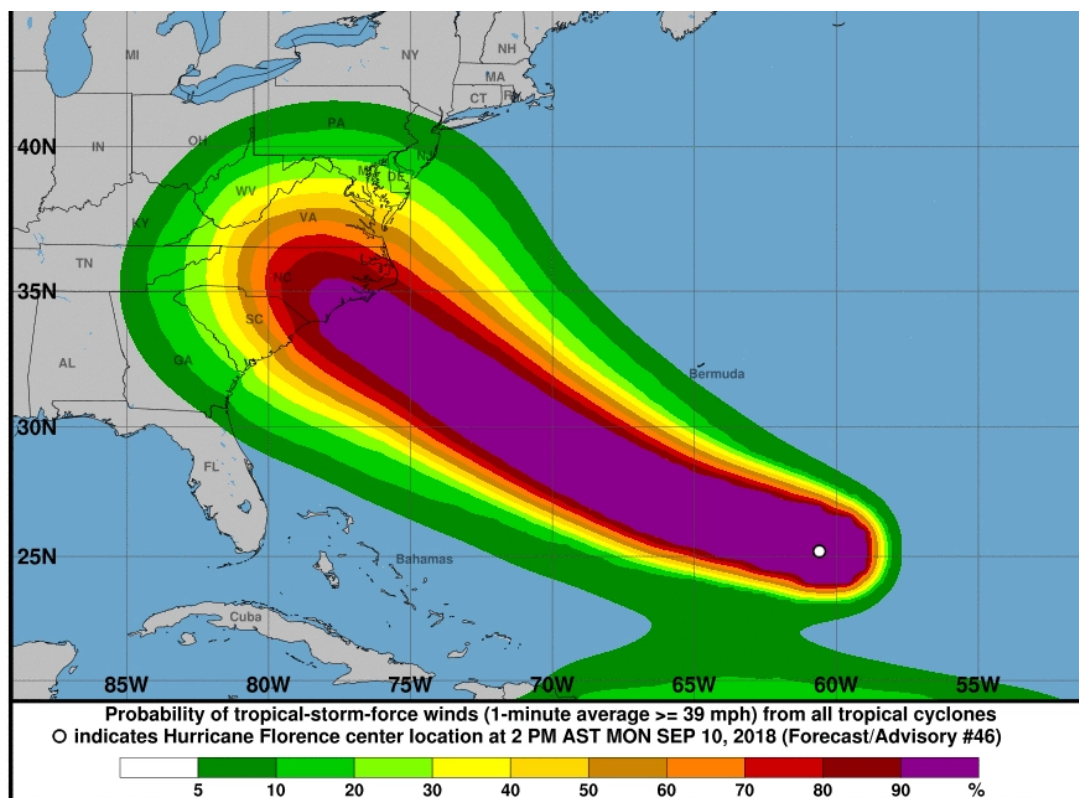 MI
NY
NH
MA
CT
RI
40N
IN
OH
PA
NJ
DE
WV
KY
VA
TN
NC
35N
SC
AL
GA
Bermuda
30N
FL
25N
Bahamas
Cuba
85W 80W 75W 70W 65W 60W 55W
Probability of tropical-storm-force winds (1-minute average >= 39 mph) from all tropical cyclones
indicates Hurricane Florence center location at 2 PM AST MON SEP 10, 2018 (Forecast/Advisory #46)
5 10 20 30 40 50 60 70 80 90 %